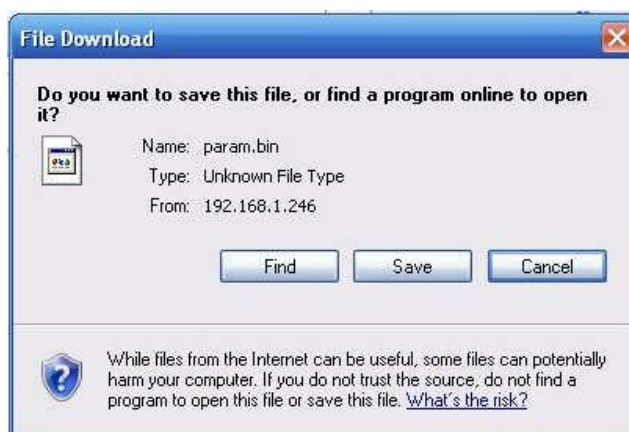 File Download
Do you want to save this file, or find a program online to open
it?
Name: param.bin
Type: Unknown File Type
From: 192.168.1.246
Find Save Cancel
While files from the Internet can be useful, some files can potentially
harm your computer. If you do not trust the source, do not find a
program to open this file or save this file. What's the risk?